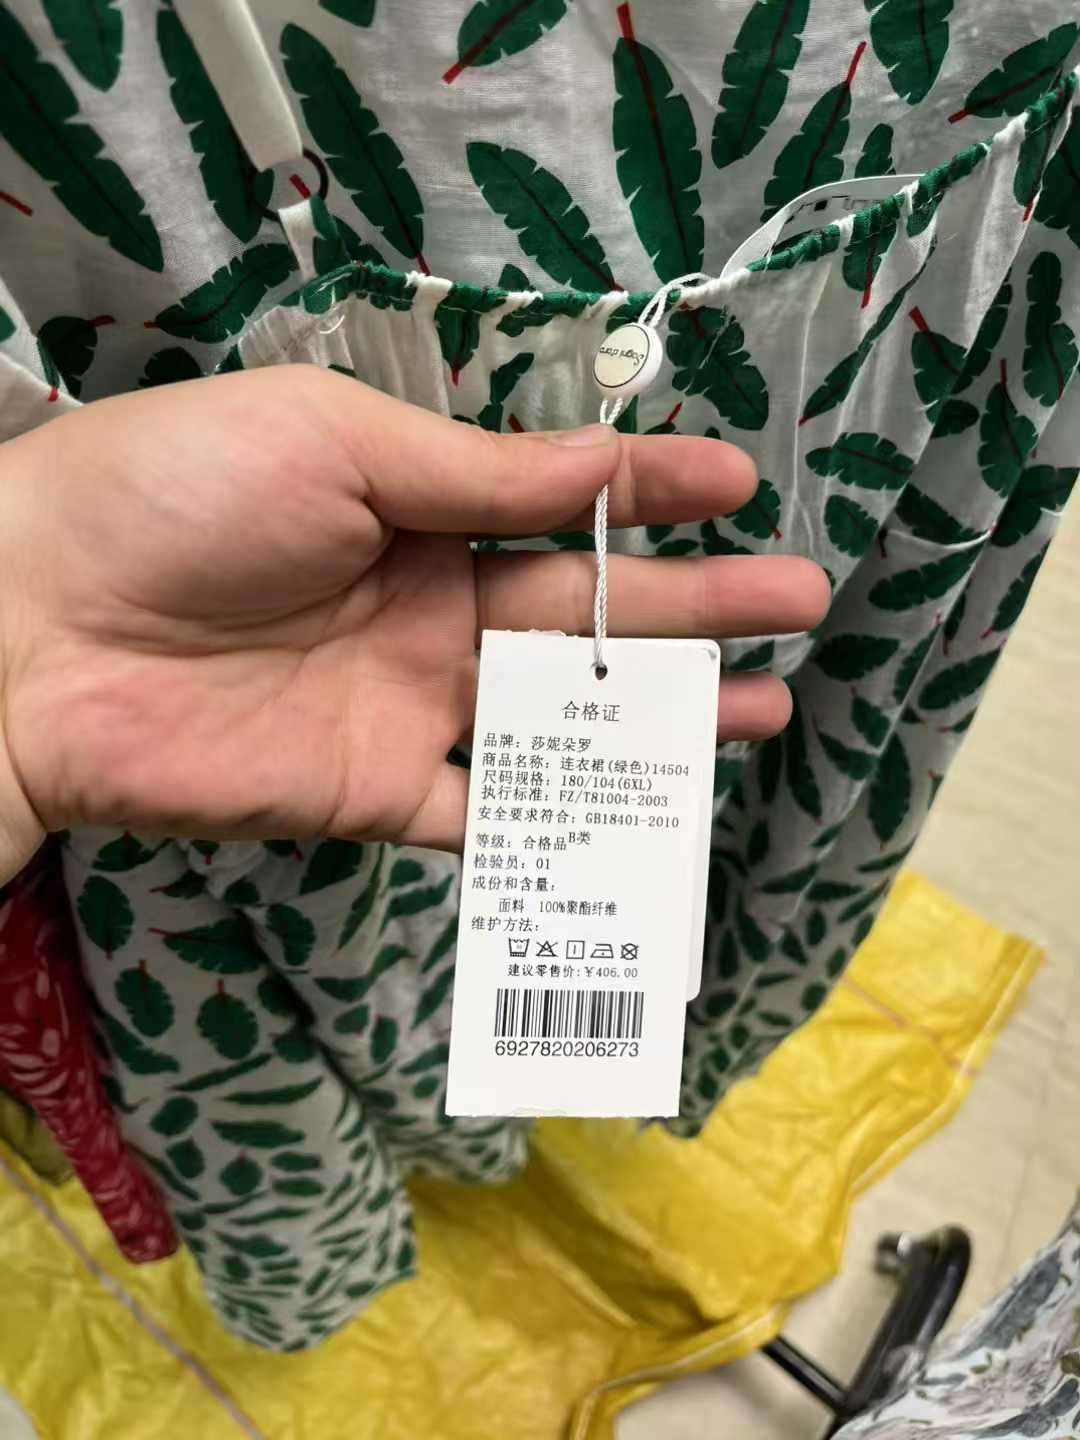 合格证
品牌：莎妮朵罗
商品名称：连衣裙(绿色)14504
尺码规格：180/104(6XL)
执行标准：FZ/T81004-2003
安全要求符合：GB18401-2010
等级：合格品B类
检验员：01
成份和含量：
面料 100%聚酯纤维
维护方法：
建议零售价:￥406.00
6927820206273